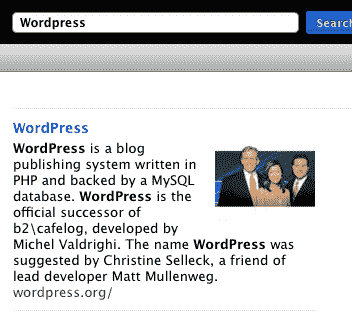 Wordpress
Search
WordPress
WordPress is a blog
publishing system written in
PHP and backed by a MySQL
database. WordPress is the
official successor of
b2\cafelog, developed by
Michel Valdrighi. The name WordPress was
suggested by Christine Selleck, a friend of
lead developer Matt Mullenweg.
wordpress.org/